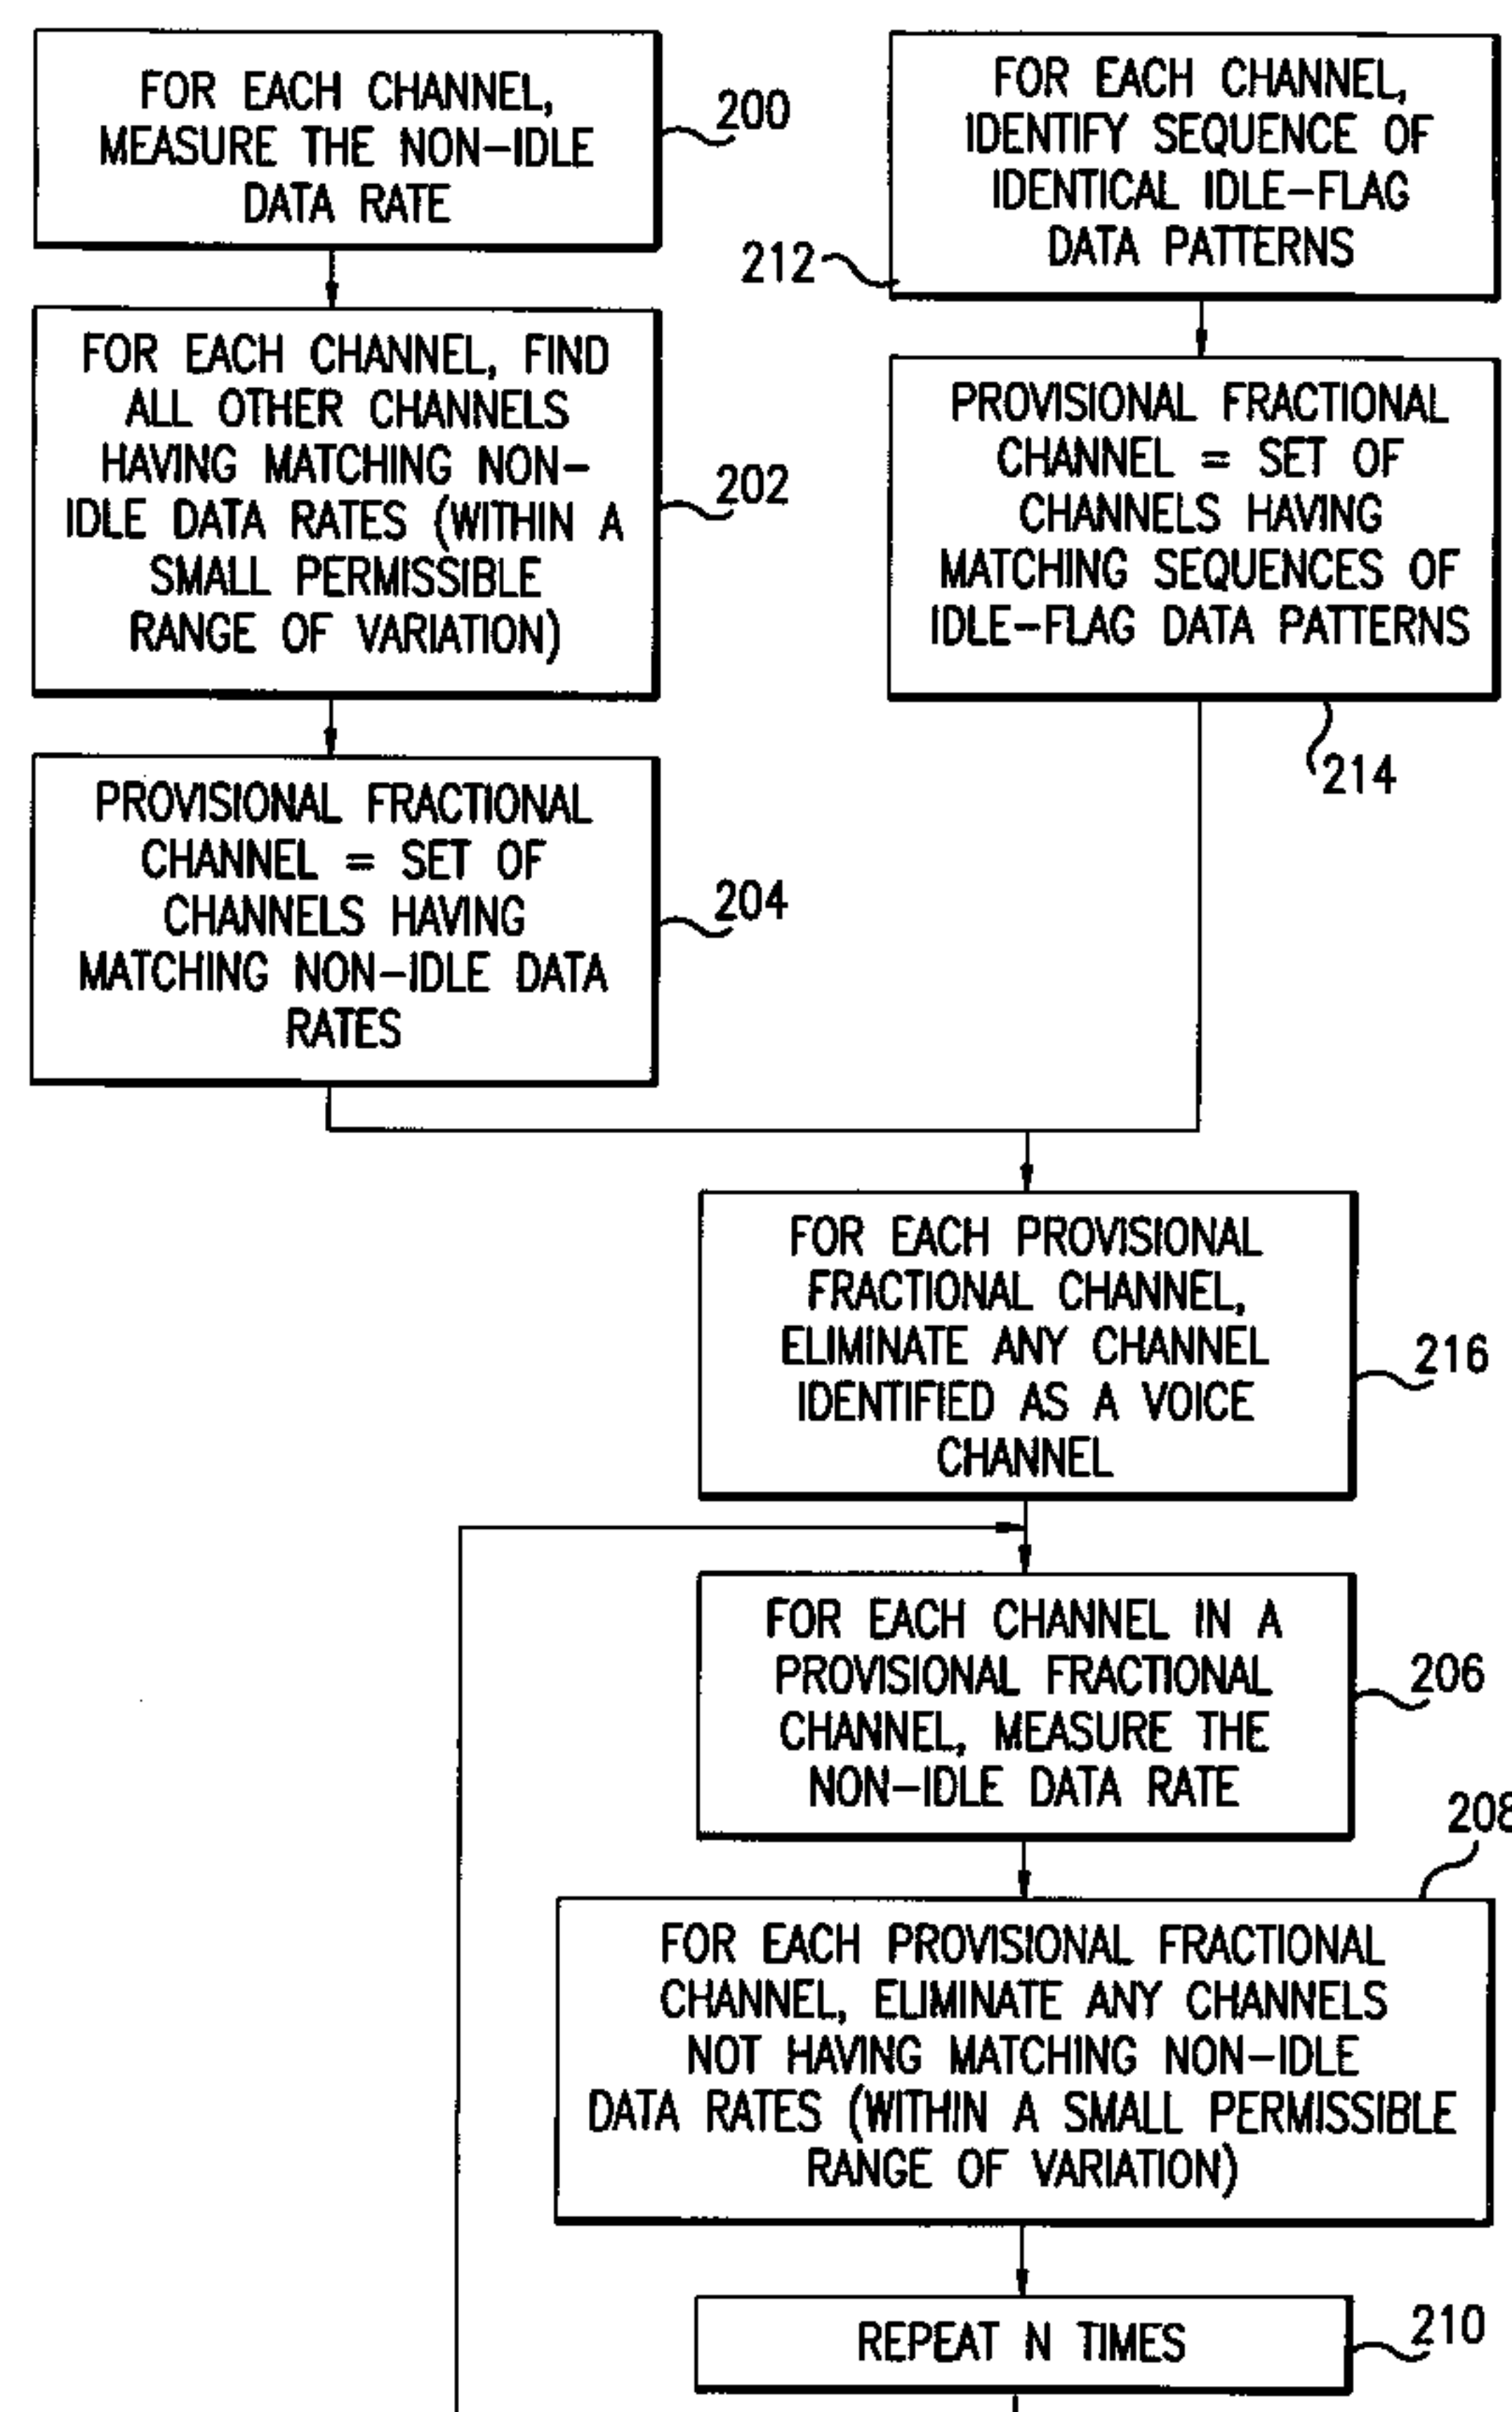 FOR EACH CHANNEL,
MEASURE THE NON-IDLE
DATA RATE
200
FOR EACH CHANNEL, FIND
ALL OTHER CHANNELS
HAVING MATCHING NON-
IDLE DATA RATES (WITHIN A
SMALL PERMISSIBLE
RANGE OF VARIATION)
202
PROVISIONAL FRACTIONAL
CHANNEL = SET OF
CHANNELS HAVING
MATCHING NON-IDLE DATA
RATES
204
FOR EACH CHANNEL,
IDENTIFY SEQUENCE OF
IDENTICAL IDLE-FLAG
DATA PATTERNS
212
PROVISIONAL FRACTIONAL
CHANNEL = SET OF
CHANNELS HAVING
MATCHING SEQUENCES OF
IDLE-FLAG DATA PATTERNS
214
FOR EACH PROVISIONAL
FRACTIONAL CHANNEL,
ELIMINATE ANY CHANNEL
IDENTIFIED AS A VOICE
CHANNEL
216
FOR EACH CHANNEL IN A
PROVISIONAL FRACTIONAL
CHANNEL, MEASURE THE
NON-IDLE DATA RATE
206
208
FOR EACH PROVISIONAL FRACTIONAL
CHANNEL, ELIMINATE ANY CHANNELS
NOT HAVING MATCHING NON-IDLE
DATA RATES (WITHIN A SMALL PERMISSIBLE
RANGE OF VARIATION)
REPEAT N TIMES
210